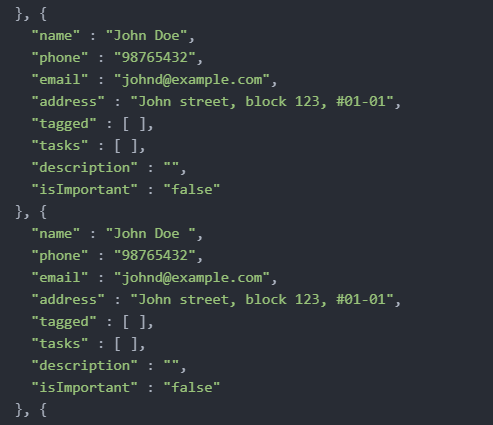 }, {
"name" : "John Doe",
"phone" : "98765432",
"email" : "johnd@example.com",
"address" : "John street, block 123, #01-01",
"tagged" : [ ],
"tasks" : [ ],
"description" : "",
"isImportant" : "false"
}, {
"name" : "John Doe ",
"phone" : "98765432",
"email" : "johnd@example.com",
"address" : "John street, block 123, #01-01",
"tagged" : [ ],
"tasks" : [ ],
"description" : "",
"isImportant" : "false"
}, {